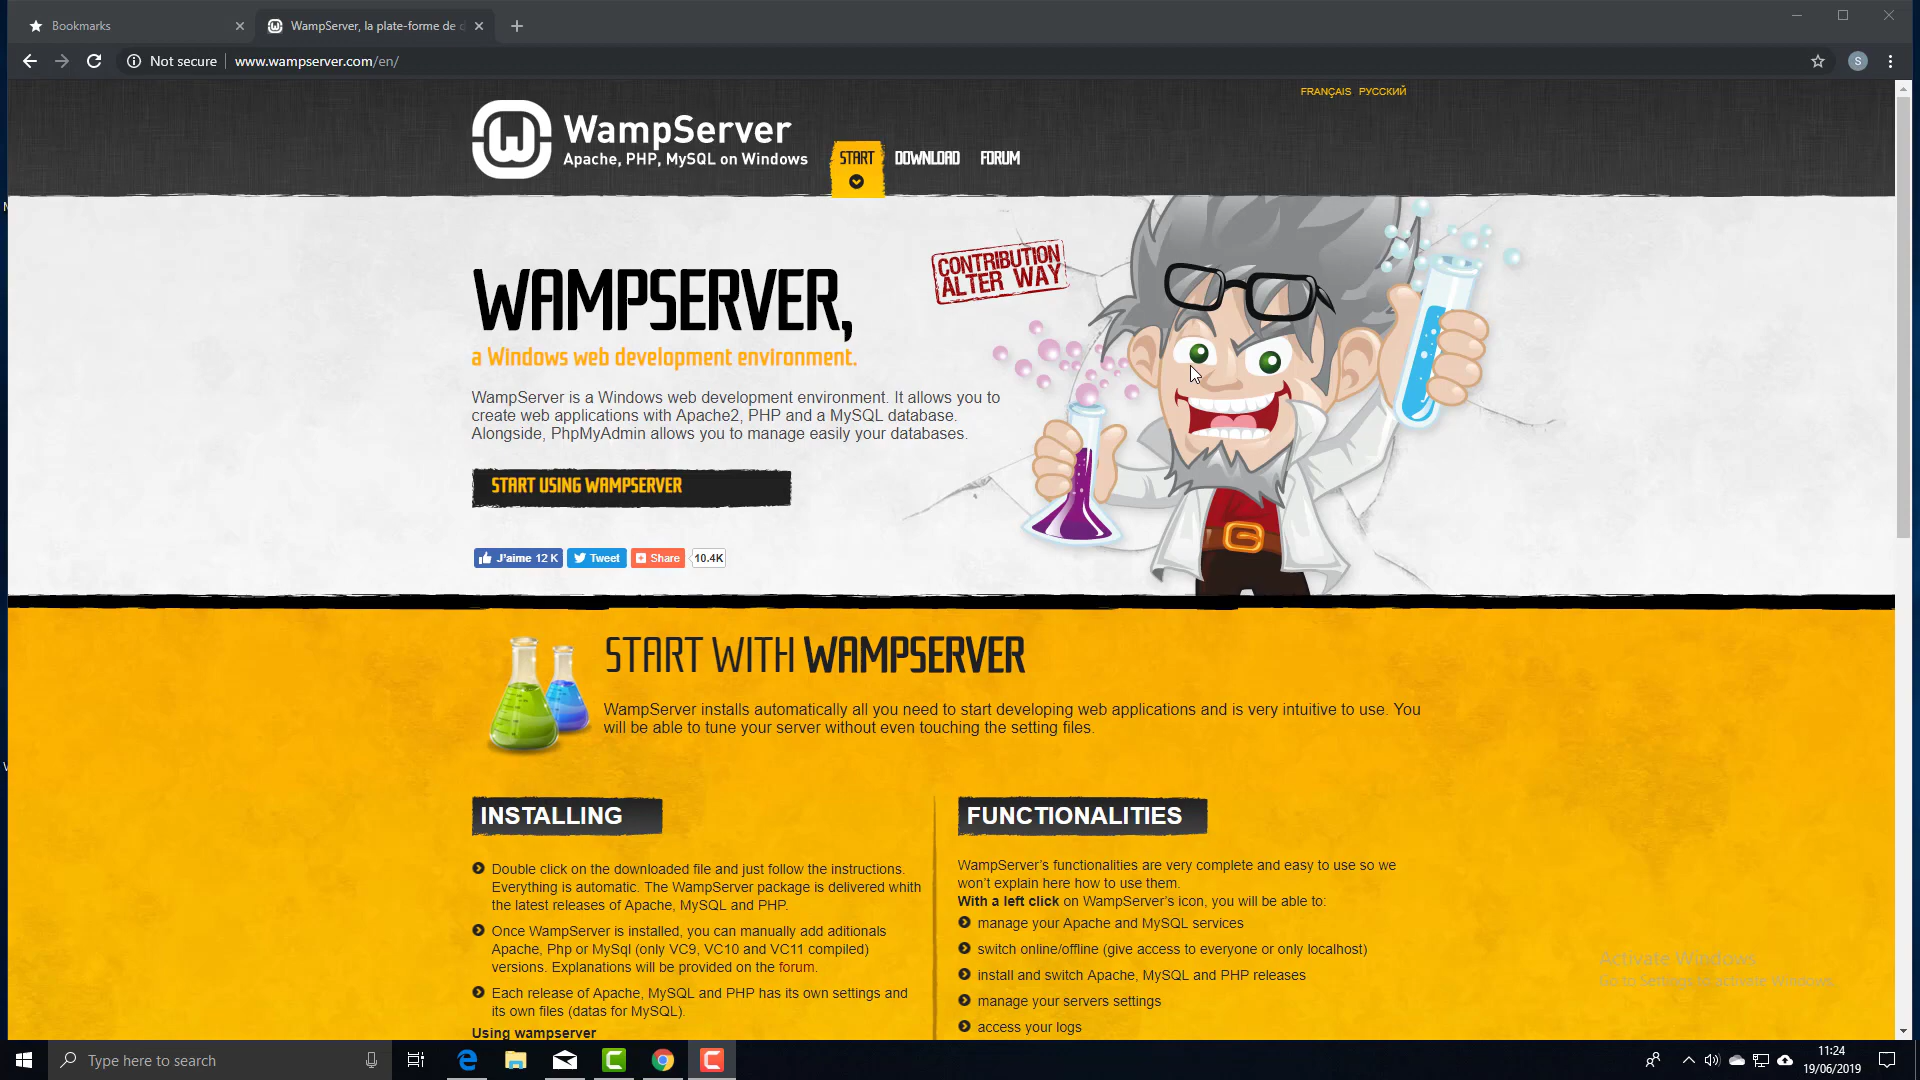 Bookmarks
WampServer, la plate-forme de d
Not secure
www.wampserver.com/en/
S
FRANÇAIS РУССКИЙ
WampServer
Apache, PHP, MySQL on Windows
START DOWNLOAD FORUM
CONTRIBUTION
ALTER WAY
WAMPSERVER,
a Windows web development environment.
WampServer is a Windows web development environment. It allows you to
create web applications with Apache2, PHP and a MySQL database.
Alongside, PhpMyAdmin allows you to manage easily your databases.
START USING WAMPSERVER
J'aime 12 K
Tweet
Share
10.4K
START WITH WAMPSERVER
WampServer installs automatically all you need to start developing web applications and is very intuitive to use. You
will be able to tune your server without even touching the setting files.
INSTALLING
Double click on the downloaded file and just follow the instructions.
Everything is automatic. The WampServer package is delivered whith
the latest releases of Apache, MySQL and PHP.
Once WampServer is installed, you can manually add aditionals
Apache, Php or MySql (only VC9, VC10 and VC11 compiled)
versions. Explanations will be provided on the forum.
Each release of Apache, MySQL and PHP has its own settings and
its own files (datas for MySQL).
Using wampserver
FUNCTIONALITIES
WampServer's functionalities are very complete and easy to use so we
won't explain here how to use them.
With a left click on WampServer's icon, you will be able to:
manage your Apache and MySQL services
switch online/offline (give access to everyone or only localhost)
install and switch Apache, MySQL and PHP releases
manage your servers settings
access your logs
Activate Windows
Go to Settings to activate Windows.
Type here to search
11:24
19/06/2019